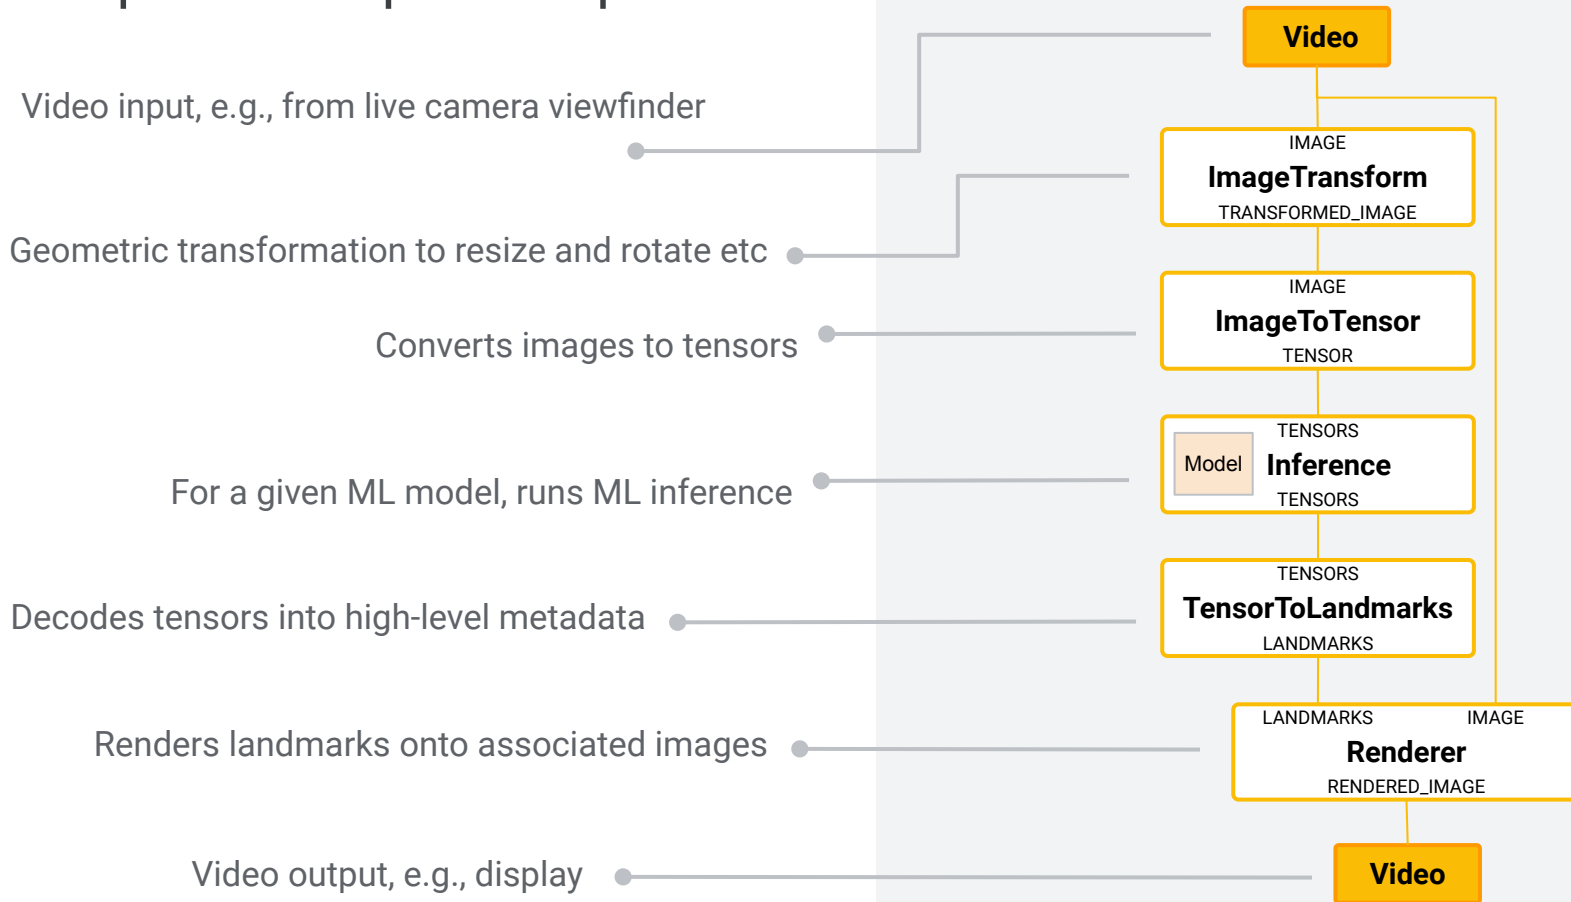 Video
Video input, e.g., from live camera viewfinder
IMAGE
ImageTransform
TRANSFORMED_IMAGE
Geometric transformation to resize and rotate etc
IMAGE
ImageToTensor
TENSOR
Converts images to tensors
TENSORS
Model
Inference
TENSORS
For a given ML model, runs ML inference
TENSORS
TensorToLandmarks
LANDMARKS
Decodes tensors into high-level metadata
LANDMARKS IMAGE
Renderer
RENDERED_IMAGE
Renders landmarks onto associated images
Video output, e.g., display
Video